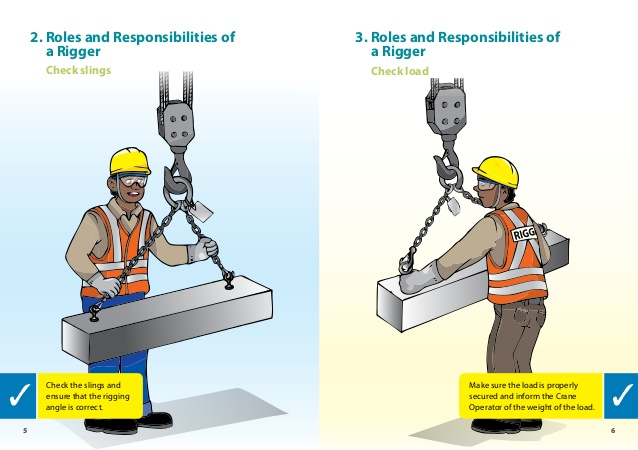 2. Roles and Responsibilities of
a Rigger
Check slings
Check the slings and
ensure that the rigging
angle is correct.
5
3. Roles and Responsibilities of
a Rigger
Check load
RIGG
Make sure the load is properly
secured and inform the Crane
Operator of the weight of the load.
6